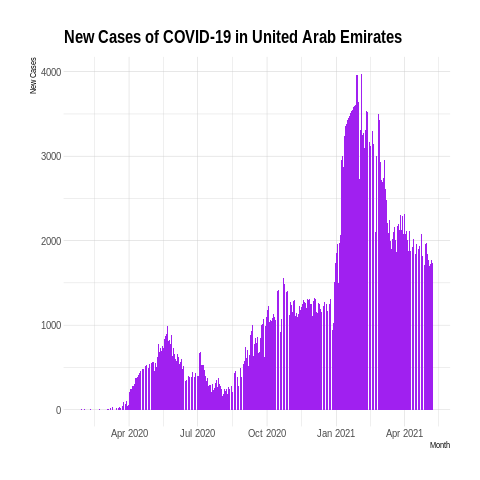 New Cases of COVID-19 in United Arab Emirates
New Cases
4000
3000
2000
1000
0
Apr 2020 Jul 2020 Oct 2020 Jan 2021 Apr 2021
Month